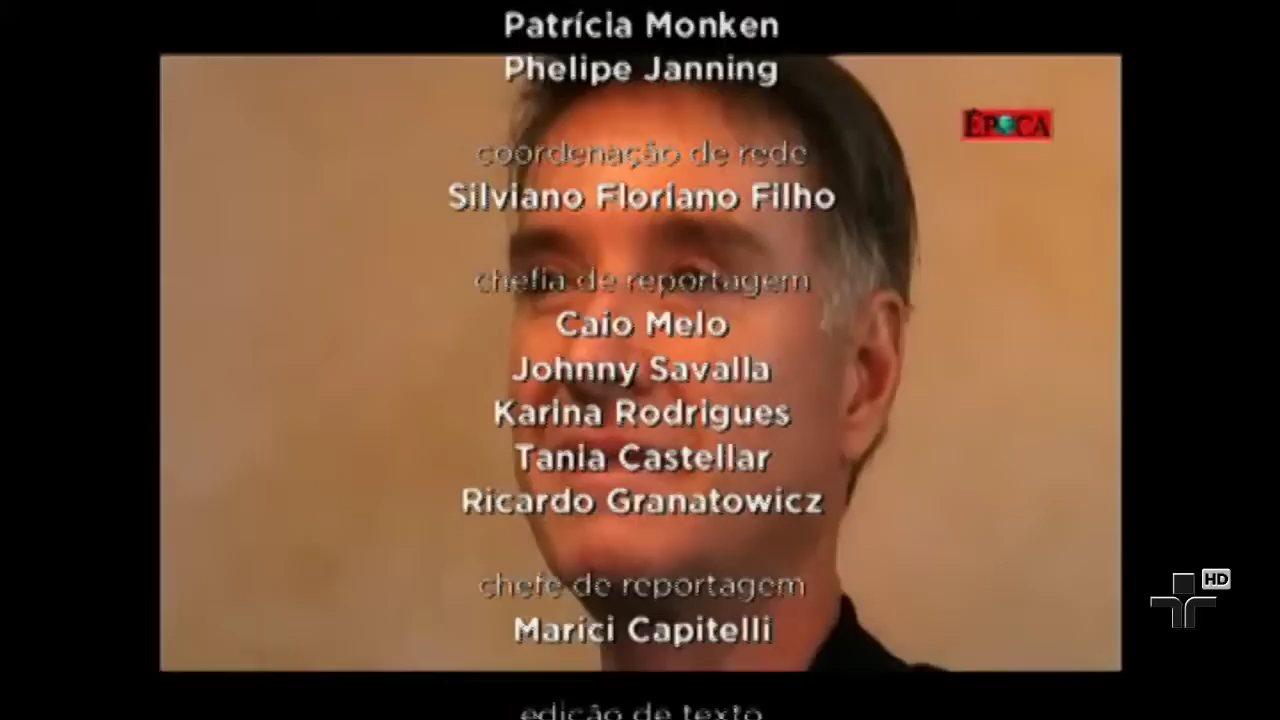 Patrícia Monken
Phelipe Janning
ÉPOCA
coordenação de rede
Silviano Floriano Filho
chefia de reportagem
Caio Melo
Johnny Savalla
Karina Rodrigues
Tania Castellar
Ricardo Granatowicz
HD
chefe de reportagem
Marici Capitelli
edição de texto